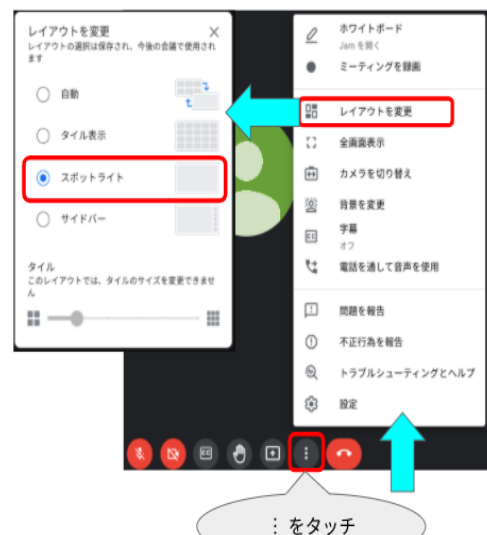 レイアウトを変更
レイアウトの選択は保存され、今後の会議で使用され
ます
自動
タイル表示
スポットライト
サイドバー
タイル
このレイアウトでは、タイルのサイズを変更できませ
ん
ホワイトボード
Jam を開く
ミーティングを録画
レイアウトを変更
全画面表示
カメラを切り替え
背景を変更
字幕
オフ
電話を通して音声を使用
問題を報告
不正行為を報告
トラブルシューティングとヘルプ
設定
︙をタッチ